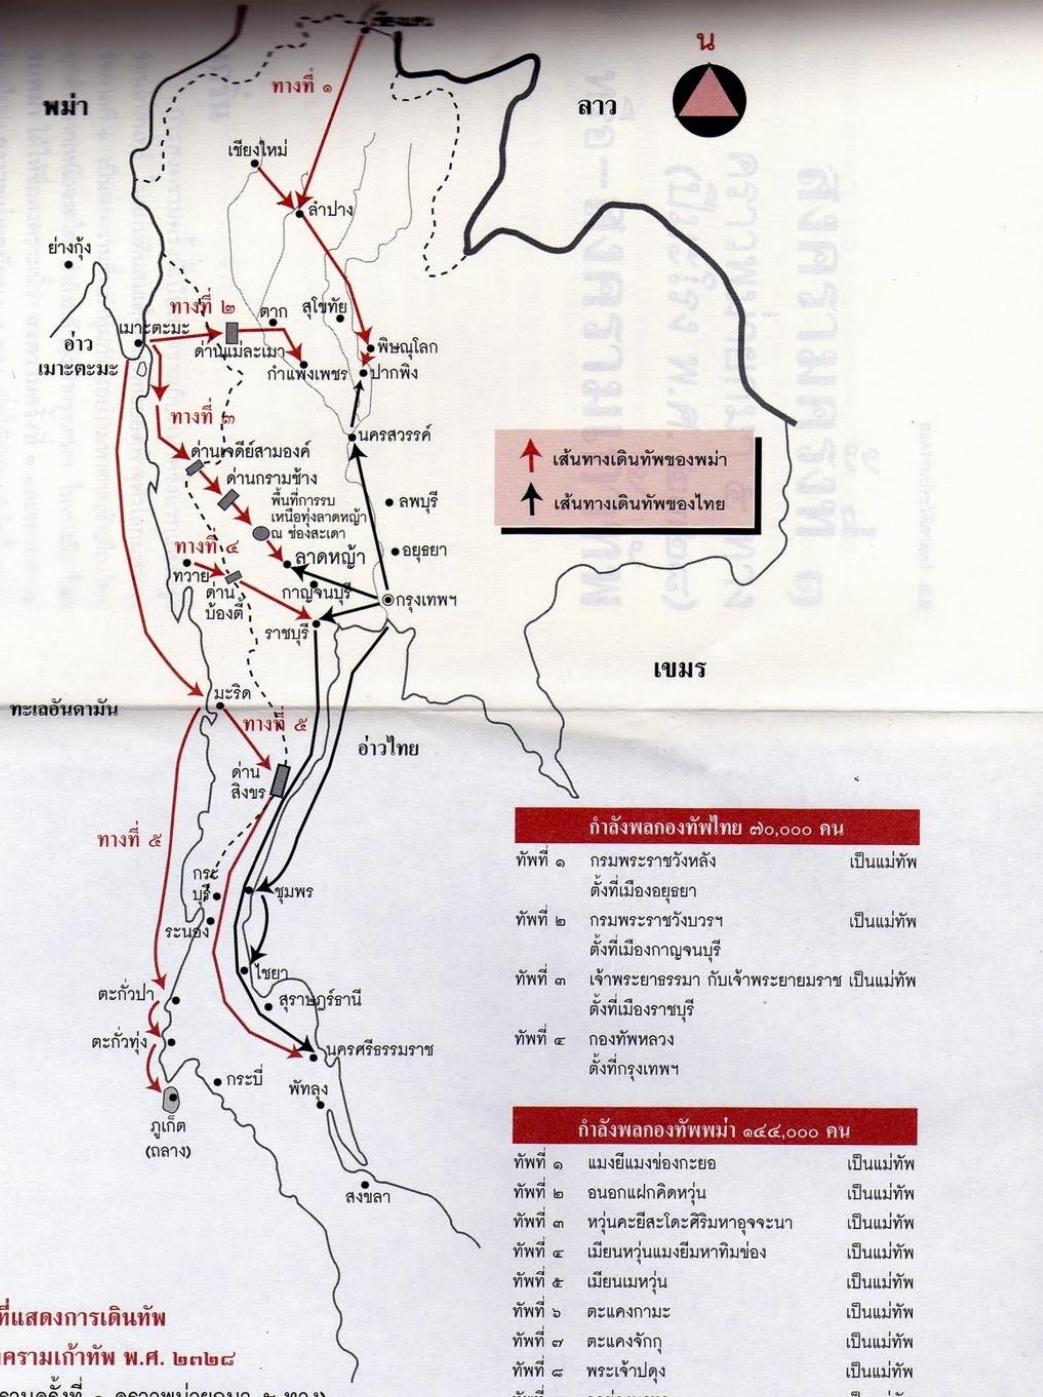 น
พม่า
ทางที่ ๑
ลาว
เชียงใหม่
ลำปาง
ย่างกุ้ง
ทางที่ ๒
ตาก
สุโขทัย
เมาะตะมะ
อ่าว
เมาะตะมะ
ด่านแม่ละเมา
พิษณุโลก
กำแพงเพชร
ปากพิง
ทางที่ ๓
นครสวรรค์
ด่านเจดีย์สามองค์
ด่านกรามช้าง
พื้นที่การรบ
เหนือทุ่งลาดหญ้า
ณ ช่องสะเดา
ลพบุรี
เส้นทางเดินทัพของพม่า
เส้นทางเดินทัพของไทย
ทางที่ ๔
ลาดหญ้า
อยุธยา
ทวาย
ด่าน
บ้องตี้
กาญจนบุรี
กรุงเทพฯ
ราชบุรี
เขมร
มะริด
ทะเลอันดามัน
ทางที่ ๕
อ่าวไทย
ด่าน
สิงขร
ทางที่ ๕
กระ
บุรี
ชุมพร
ระนอง
ไชยา
ตะกั่วปา
สุราษฎร์ธานี
ตะกั่วทุ่ง
นครศรีธรรมราช
กระบี่
พัทลุง
ภูเก็ต
(ถลาง)
สงขลา
กำลังพลกองทัพไทย ๗๐,๐๐๐ คน
ทัพที่ ๑ กรมพระราชวังหลัง เป็นแม่ทัพ
ตั้งที่เมืองอยุธยา
ทัพที่ ๒ กรมพระราชวังบวรฯ เป็นแม่ทัพ
ตั้งที่เมืองกาญจนบุรี
ทัพที่ ๓ เจ้าพระยาธรรมา กับเจ้าพระยายมราช เป็นแม่ทัพ
ตั้งที่เมืองราชบุรี
ทัพที่ ๔ กองทัพหลวง
ตั้งที่กรุงเทพฯ
กำลังพลกองทัพพม่า ๑๔๔,๐๐๐ คน
ทัพที่ ๑ แมงยีแมงข่องกะยอ เป็นแม่ทัพ
ทัพที่ ๒ อนอกแฝกคิดหวุ่น เป็นแม่ทัพ
ทัพที่ ๓ หวุ่นคะยีสะโดะศิริมหาอุจจะนา เป็นแม่ทัพ
ทัพที่ ๔ เมียนหวุ่นแมงยีมหาทิมข่อง เป็นแม่ทัพ
ทัพที่ ๕ เมียนเมหวุ่น เป็นแม่ทัพ
ทัพที่ ๖ ตะแคงกามะ เป็นแม่ทัพ
ทัพที่ ๗ ตะแคงจักกุ เป็นแม่ทัพ
ทัพที่ ๘ พระเจ้าปดุง เป็นแม่ทัพ
ที่แสดงการเดินทัพ
ครามเก้าทัพ พ.ศ. ๒๓๒๘